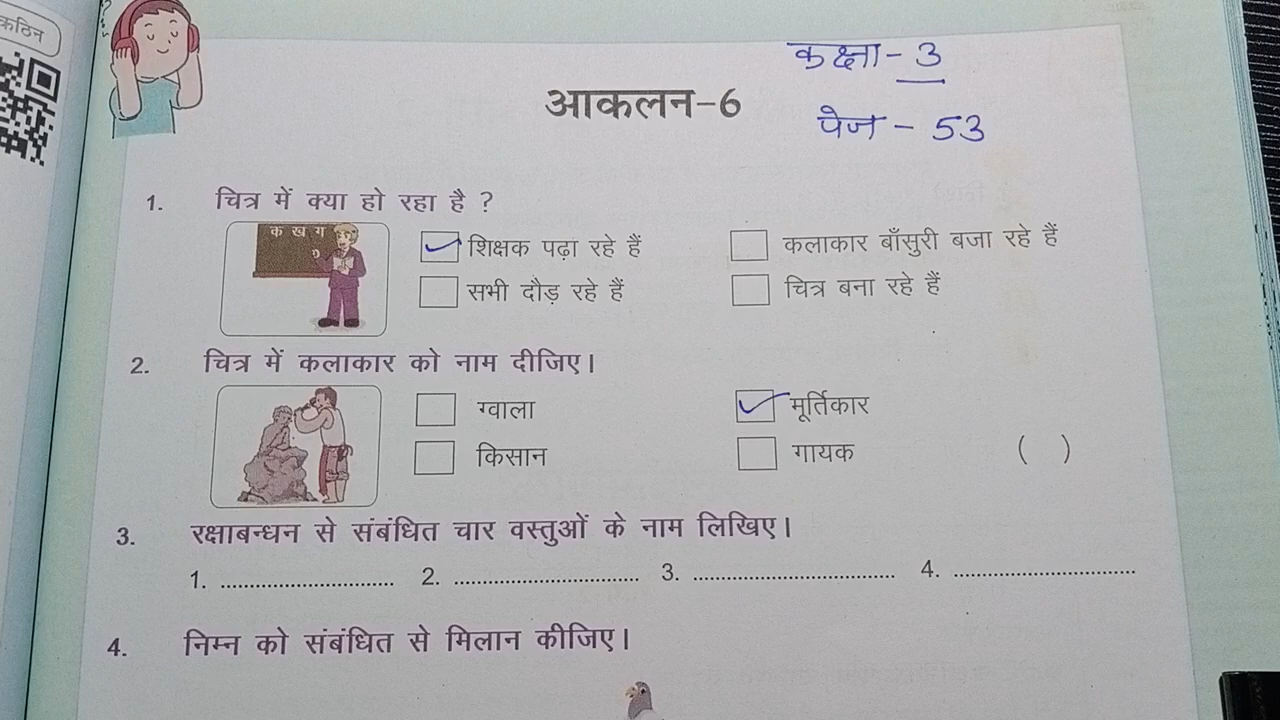 कठिन
कक्षा - 3
आकलन-6
पेज - 53
1. चित्र में क्या हो रहा है ?
क ख ग
शिक्षक पढ़ा रहे हैं
कलाकार बाँसुरी बजा रहे हैं
सभी दौड़ रहे हैं
चित्र बना रहे हैं
2. चित्र में कलाकार को नाम दीजिए।
ग्वाला
मूर्तिकार
किसान
गायक ( )
3. रक्षाबन्धन से संबंधित चार वस्तुओं के नाम लिखिए।
1. .............................. 2. .............................. 3. .............................. 4. ..............................
4. निम्न को संबंधित से मिलान कीजिए।